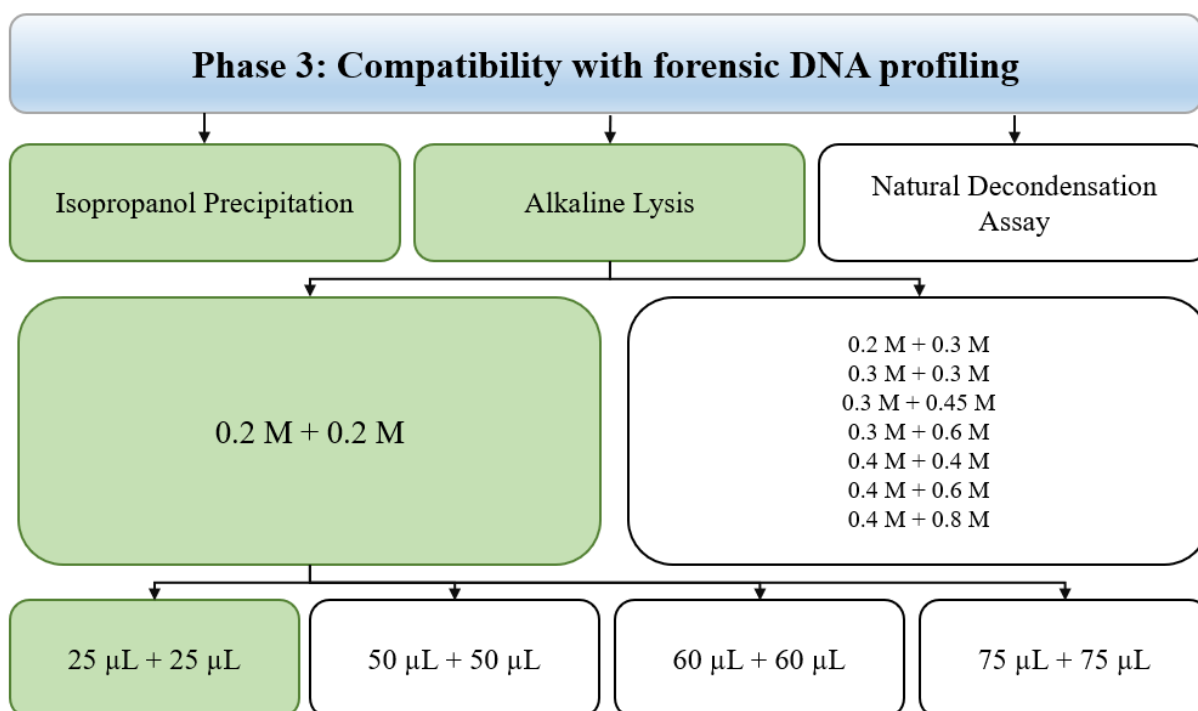 Phase 3: Compatibility with forensic DNA profiling
Isopropanol Precipitation
Alkaline Lysis
Natural Decondensation
Assay
0.2 M + 0.2 M
0.2 M + 0.3 M
0.3 M + 0.3 M
0.3 M + 0.45 M
0.3 M + 0.6 M
0.4 M + 0.4 M
0.4 M + 0.6 M
0.4 M + 0.8 M
25 µL + 25 µL
50 µL + 50 µL
60 µL + 60 µL
75 µL + 75 µL